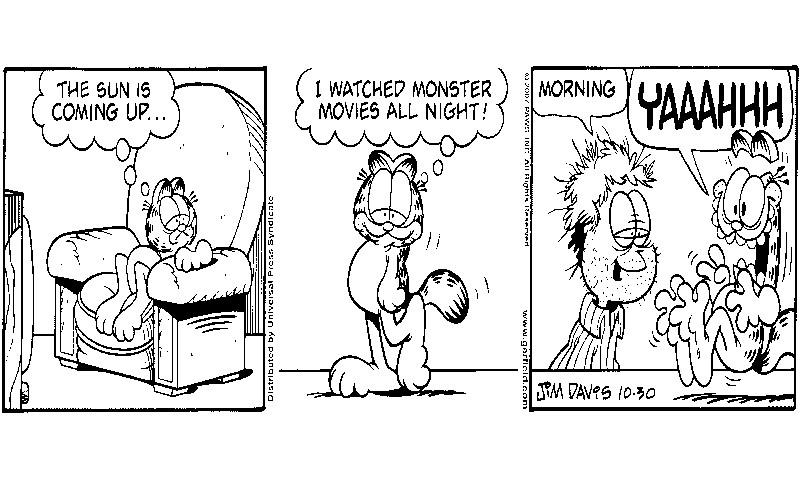 THE SUN IS
COMING UP...
Distributed by Universal Press Syndicate
I WATCHED MONSTER
MOVIES ALL NIGHT!
MORNING
YAAAHHH
www.garfield.com
JIM DAVIS 10·30